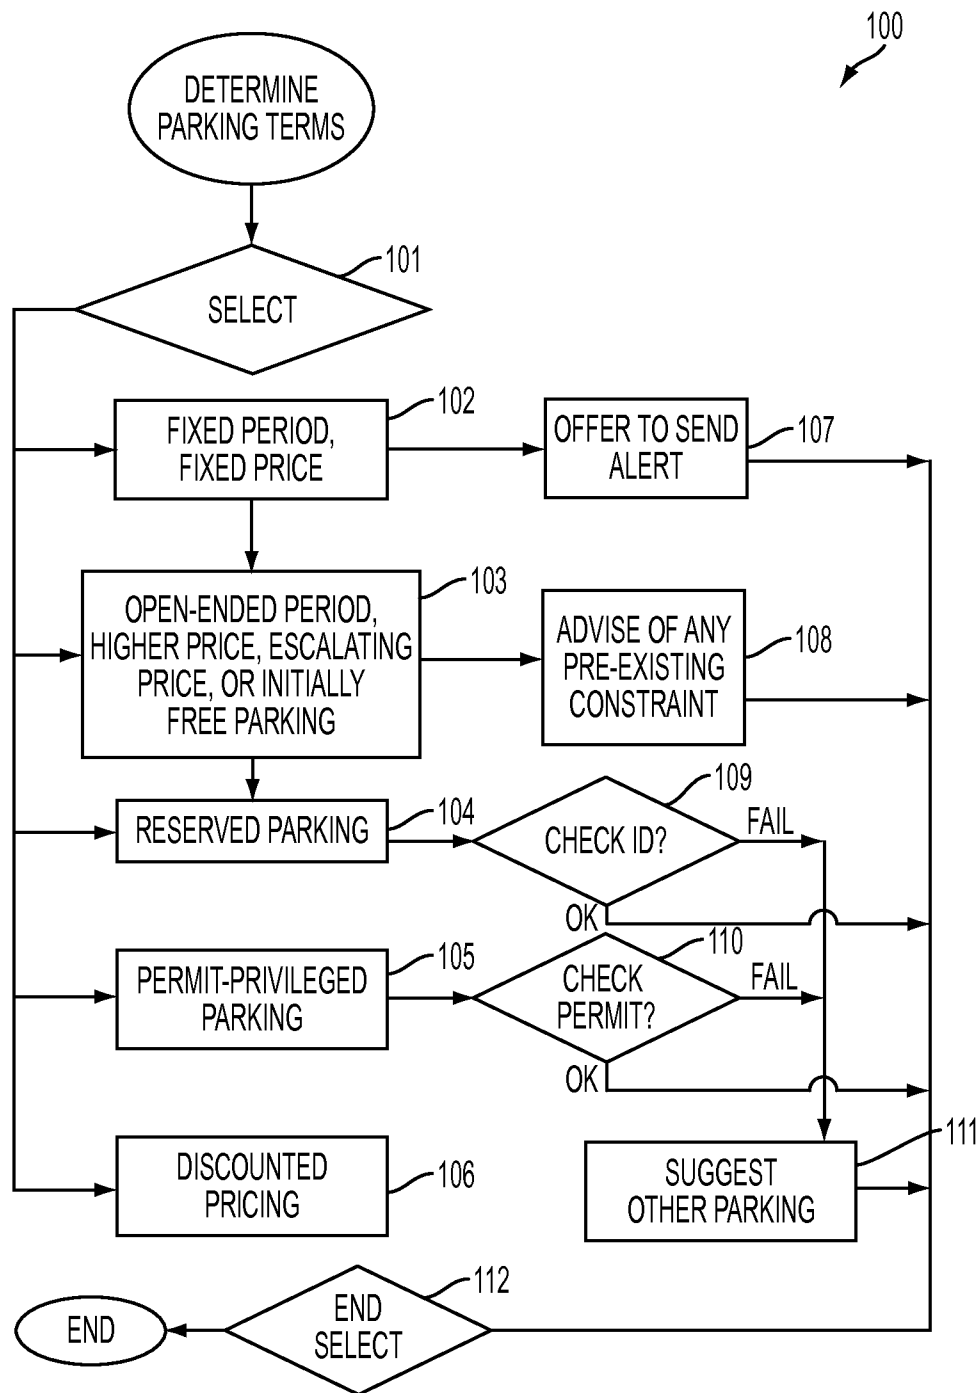 100
DETERMINE
PARKING TERMS
101
SELECT
102
FIXED PERIOD,
FIXED PRICE
OFFER TO SEND
ALERT
107
103
OPEN-ENDED PERIOD,
HIGHER PRICE, ESCALATING
PRICE, OR INITIALLY
FREE PARKING
ADVISE OF ANY
PRE-EXISTING
CONSTRAINT
108
RESERVED PARKING
104
109
CHECK ID?
FAIL
OK
PERMIT-PRIVILEGED
PARKING
105
110
CHECK
PERMIT?
FAIL
OK
DISCOUNTED
PRICING
106
111
SUGGEST
OTHER PARKING
112
END
SELECT
END